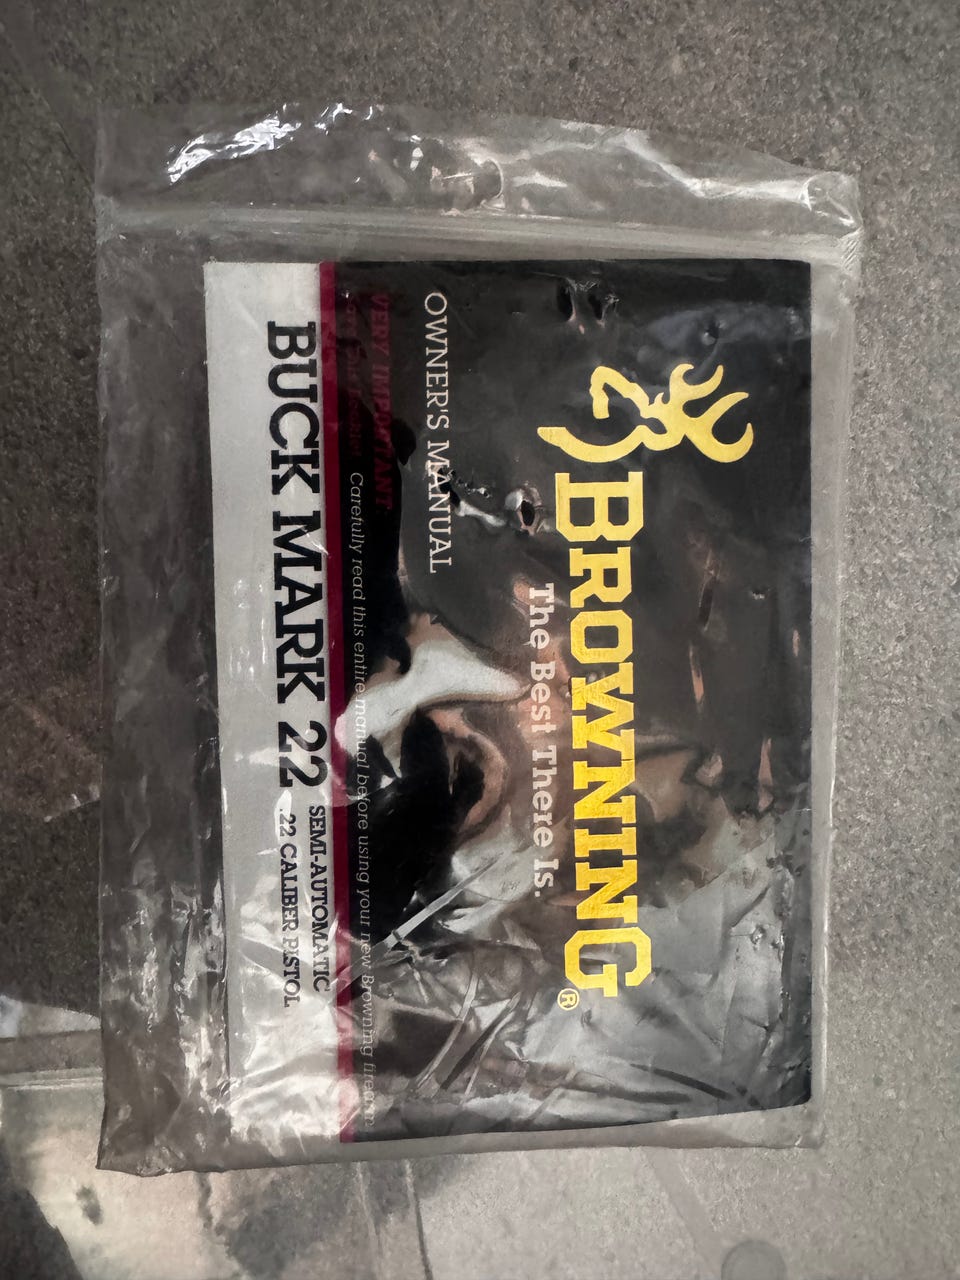 BROWNING®
The Best There Is.
OWNER'S MANUAL
VERY IMPORTANT
Carefully read this entire manual before using your new Browning firearm
BUCK MARK 22
SEMI-AUTOMATIC
.22 CALIBER PISTOL